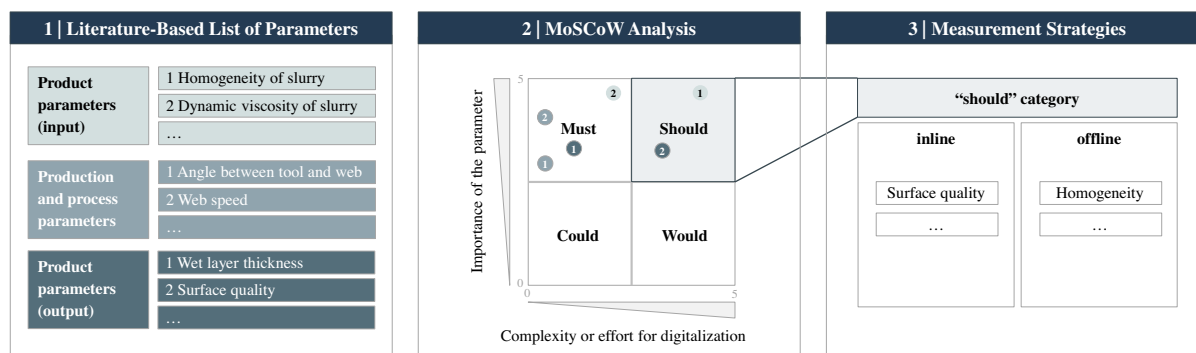 1 | Literature-Based List of Parameters
Product
parameters
(input)
1 Homogeneity of slurry
2 Dynamic viscosity of slurry
…
Production
and process
parameters
1 Angle between tool and web
2 Web speed
…
Product
parameters
(output)
1 Wet layer thickness
2 Surface quality
…
2 | MoSCoW Analysis
Importance of the parameter
5
0
2
1
2
Must
Should
1
2
1
Could
Would
0
5
Complexity or effort for digitalization
3 | Measurement Strategies
“should” category
inline
offline
Surface quality
Homogeneity
…
…